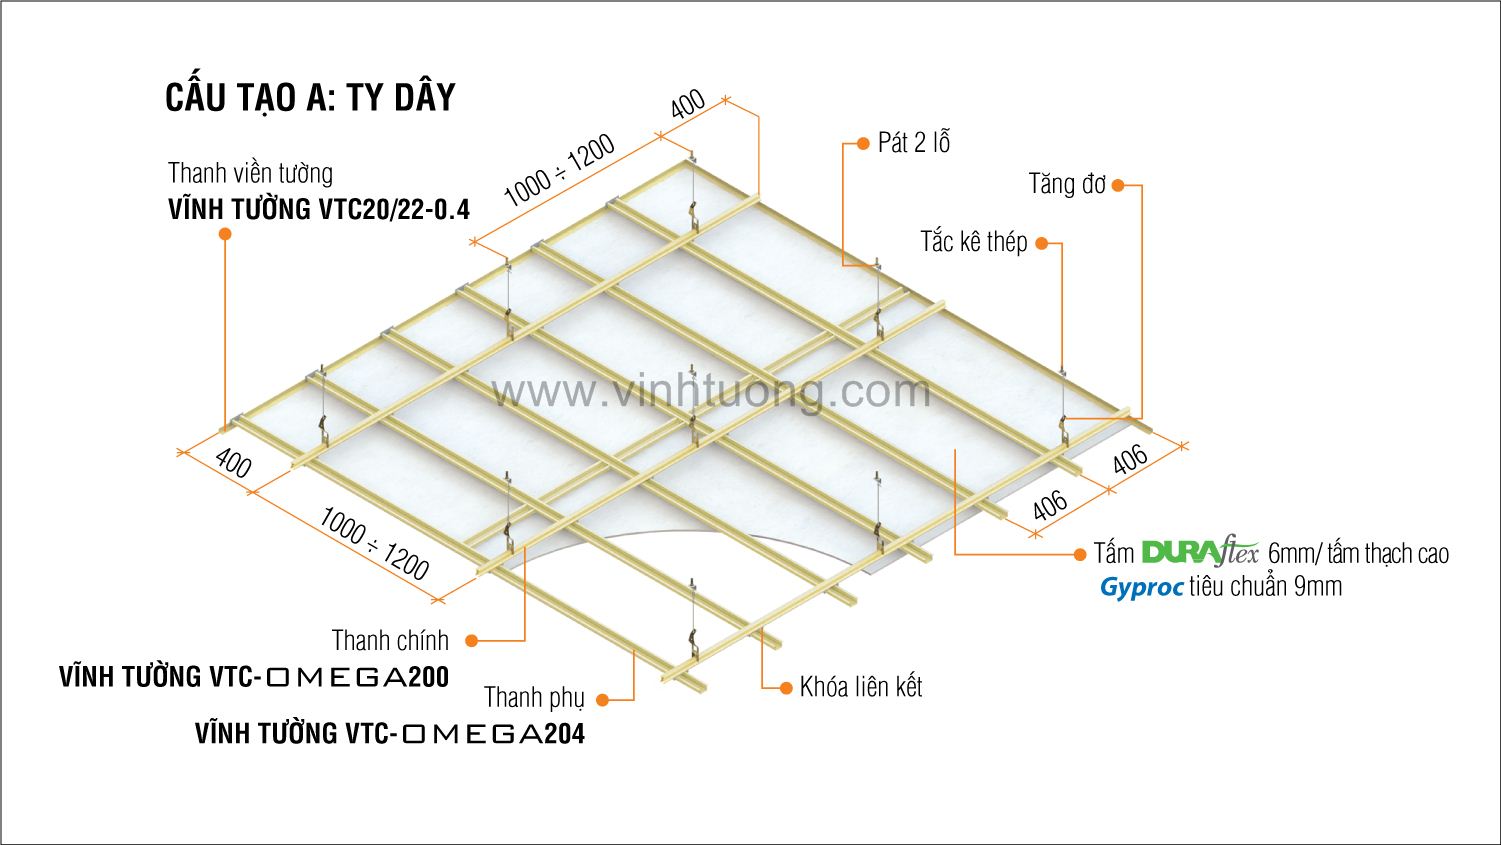 CẤU TẠO A: TY DÂY
400
Pát 2 lỗ
1000 ÷ 1200
Thanh viền tường
VĨNH TƯỜNG VTC20/22-0.4
Tăng đơ
Tắc kê thép
www.vinhtuong.com
400
406
1000 ÷ 1200
406
Tấm DURAflex 6mm/ tấm thạch cao
Gyproc tiêu chuẩn 9mm
Thanh chính
VĨNH TƯỜNG VTC-OMEGA200
Thanh phụ
Khóa liên kết
VĨNH TƯỜNG VTC-OMEGA204